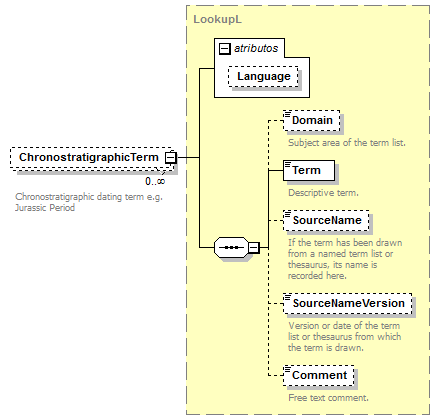 LookupL
atributos
Language
ChronostratigraphicTerm
0..∞
Chronostratigraphic dating term e.g.
Jurassic Period
Domain
Subject area of the term list.
Term
Descriptive term.
SourceName
If the term has been drawn
from a named term list or
thesaurus, its name is
recorded here.
SourceNameVersion
Version or date of the term
list or thesaurus from which
the term is drawn.
Comment
Free text comment.